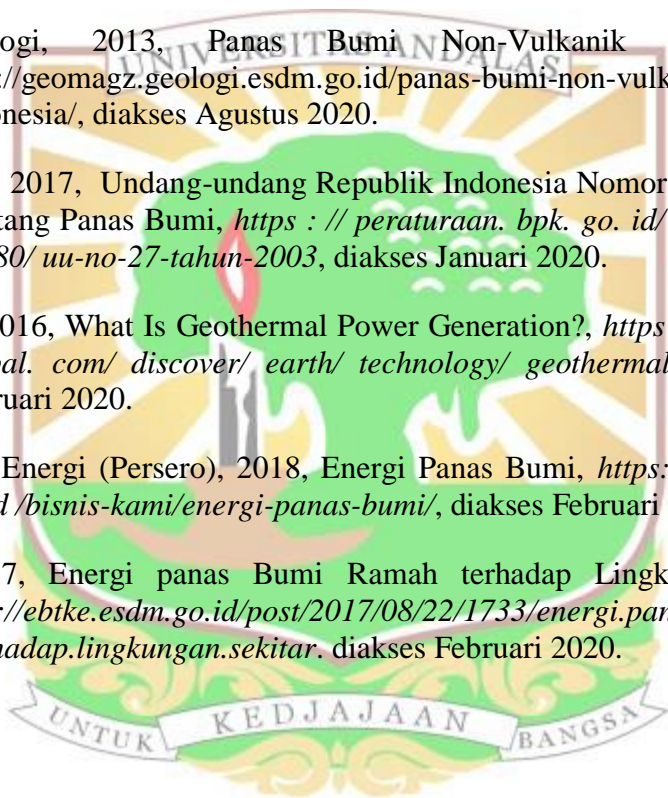 ogi, 2013, Panas Bumi Non-Vulkanik
UNIVERSITAS ANDALAS
://geomagz.geologi.esdm.go.id/panas-bumi-non-vulk
onesia/, diakses Agustus 2020.
2017, Undang-undang Republik Indonesia Nomor
tang Panas Bumi, https : // peraturaan. bpk. go. id/
80/ uu-no-27-tahun-2003, diakses Januari 2020.
016, What Is Geothermal Power Generation?, https
al. com/ discover/ earth/ technology/ geothermal
ruari 2020.
Energi (Persero), 2018, Energi Panas Bumi, https:
d /bisnis-kami/energi-panas-bumi/, diakses Februari
7, Energi panas Bumi Ramah terhadap Lingk
://ebtke.esdm.go.id/post/2017/08/22/1733/energi.pan
hadap.lingkungan.sekitar. diakses Februari 2020.
UNTUK KEDJAJAAN BANGSA